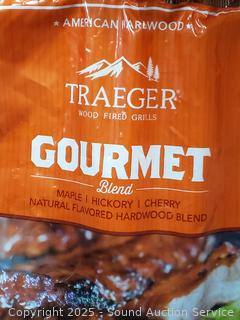 ★ AMERICAN HARDWOOD ★
TRAEGER
WOOD FIRED GRILLS
GOURMET
Blend
MAPLE | HICKORY | CHERRY
NATURAL FLAVORED HARDWOOD BLEND
Copyright 2025 - Sound Auction Service